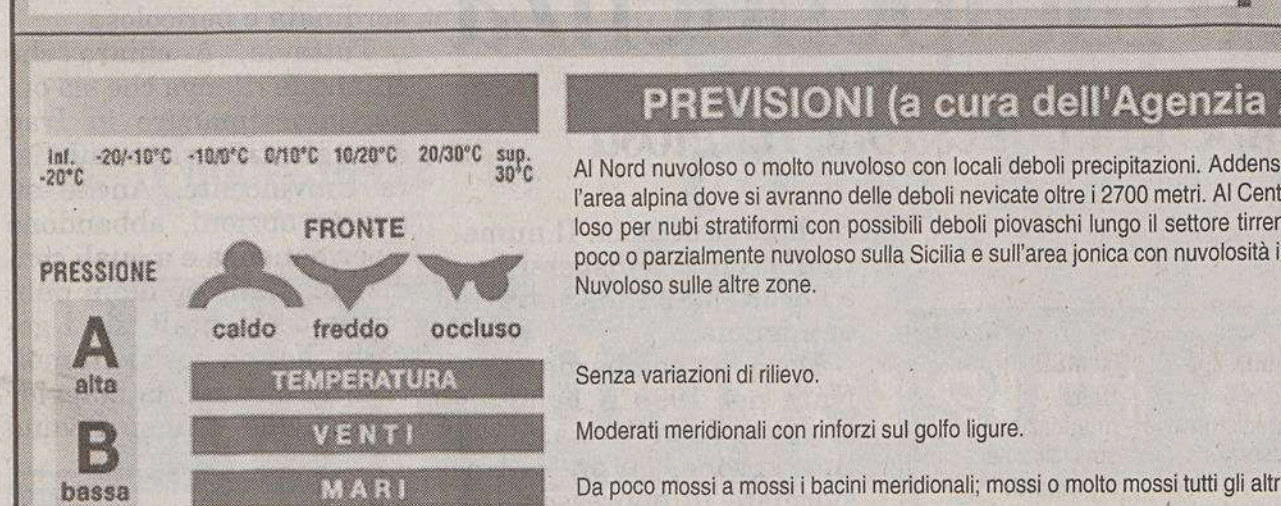 PREVISIONI (a cura dell'Agenzia
Inf. -20°C -20/-10°C -10/0°C 0/10°C 10/20°C 20/30°C sup. 30°C
FRONTE
PRESSIONE
caldo freddo occluso
A
alta
B
bassa
Al Nord nuvoloso o molto nuvoloso con locali deboli precipitazioni. Addens
l'area alpina dove si avranno delle deboli nevicate oltre i 2700 metri. Al Cent
loso per nubi stratiformi con possibili deboli piovaschi lungo il settore tirrer
poco o parzialmente nuvoloso sulla Sicilia e sull'area jonica con nuvolosità i
Nuvoloso sulle altre zone.
TEMPERATURA
Senza variazioni di rilievo.
VENTI
Moderati meridionali con rinforzi sul golfo ligure.
MARI
Da poco mossi a mossi i bacini meridionali; mossi o molto mossi tutti gli altr